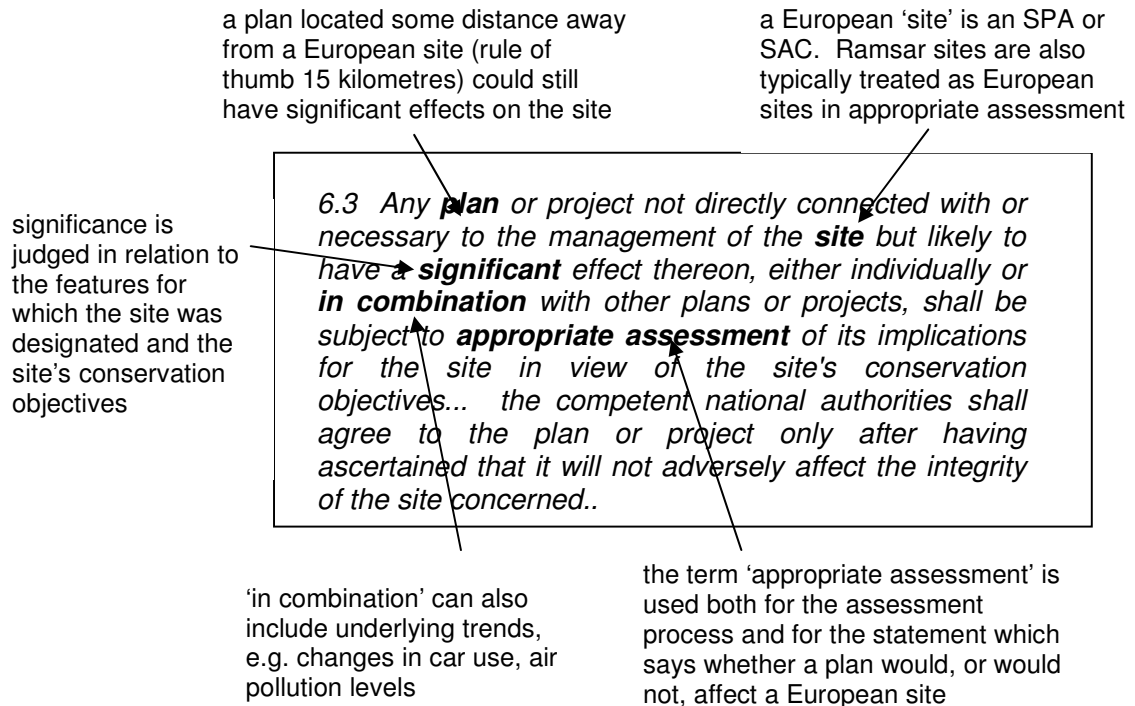 a plan located some distance away
from a European site (rule of
thumb 15 kilometres) could still
have significant effects on the site
a European ‘site’ is an SPA or
SAC.  Ramsar sites are also
typically treated as European
sites in appropriate assessment
significance is
judged in relation to
the features for
which the site was
designated and the
site’s conservation
objectives
6.3  Any plan or project not directly connected with or
necessary to the management of the site but likely to
have a significant effect thereon, either individually or
in combination with other plans or projects, shall be
subject to appropriate assessment of its implications
for the site in view of the site's conservation
objectives...  the competent national authorities shall
agree to the plan or project only after having
ascertained that it will not adversely affect the integrity
of the site concerned..
‘in combination’ can also
include underlying trends,
e.g. changes in car use, air
pollution levels
the term ‘appropriate assessment’ is
used both for the assessment
process and for the statement which
says whether a plan would, or would
not, affect a European site